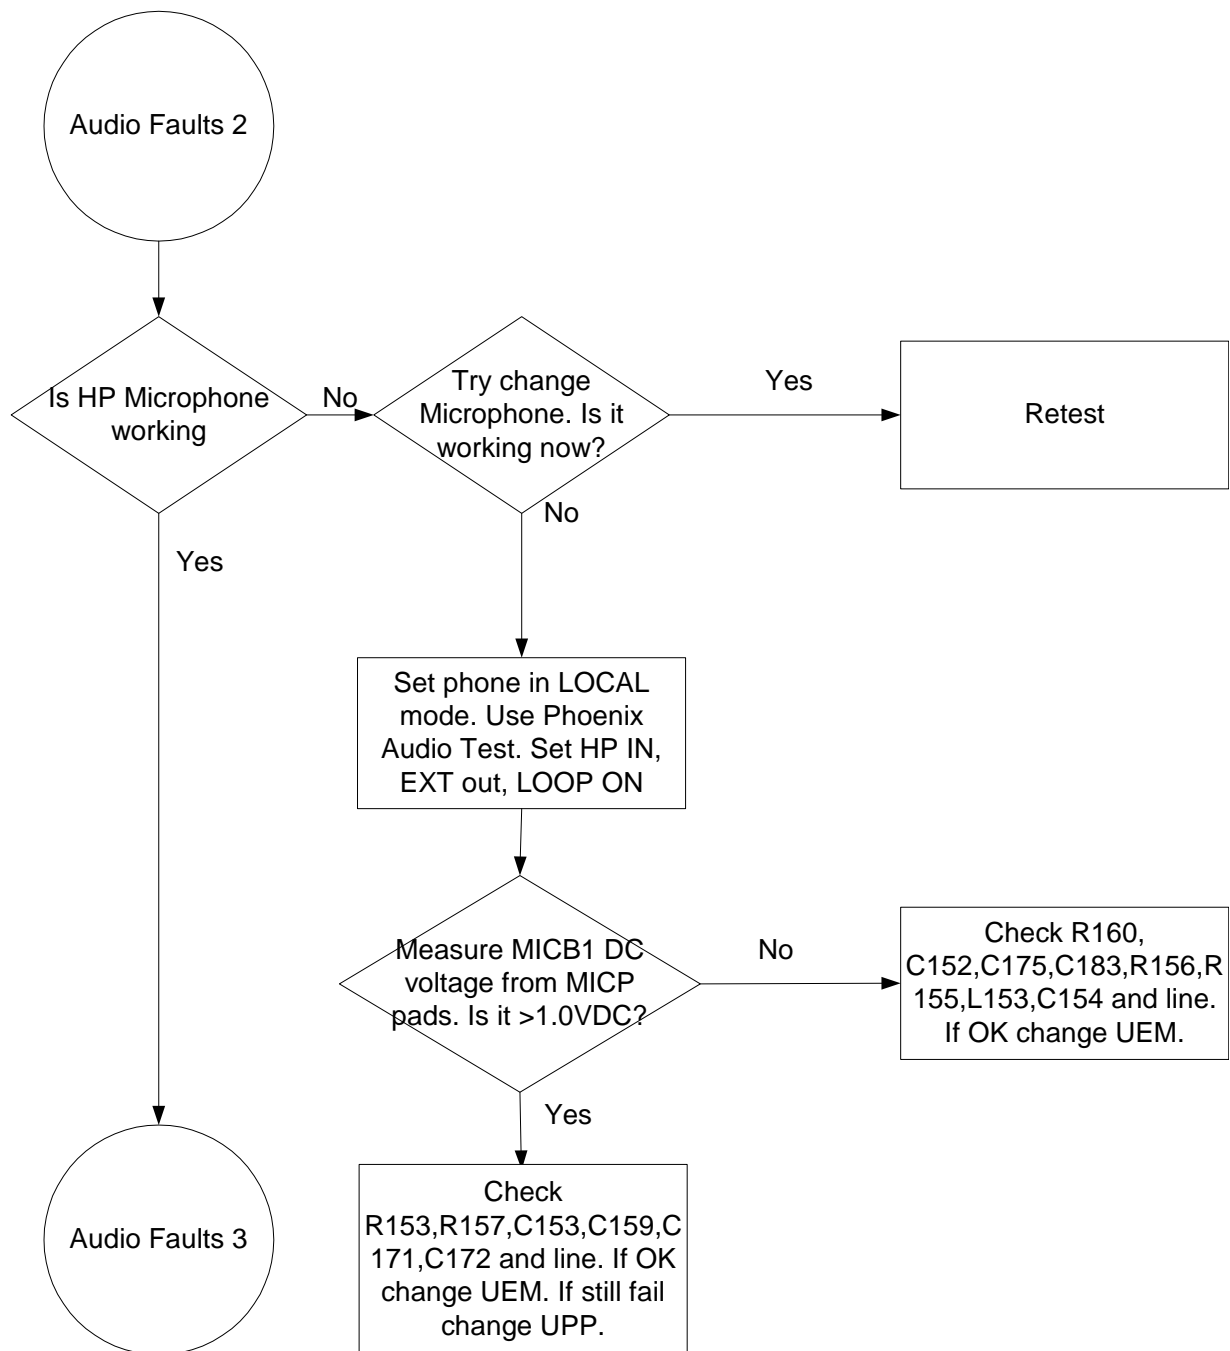 Audio Faults 2
Is HP Microphone
working
No
Try change
Microphone. Is it
working now?
Yes
Retest
No
Yes
Set phone in LOCAL
mode. Use Phoenix
Audio Test. Set HP IN,
EXT out, LOOP ON
Measure MICB1 DC
voltage from MICP
pads. Is it >1.0VDC?
No
Check R160,
C152,C175,C183,R156,R
155,L153,C154 and line.
If OK change UEM.
Yes
Check
R153,R157,C153,C159,C
171,C172 and line. If OK
change UEM. If still fail
change UPP.
Audio Faults 3